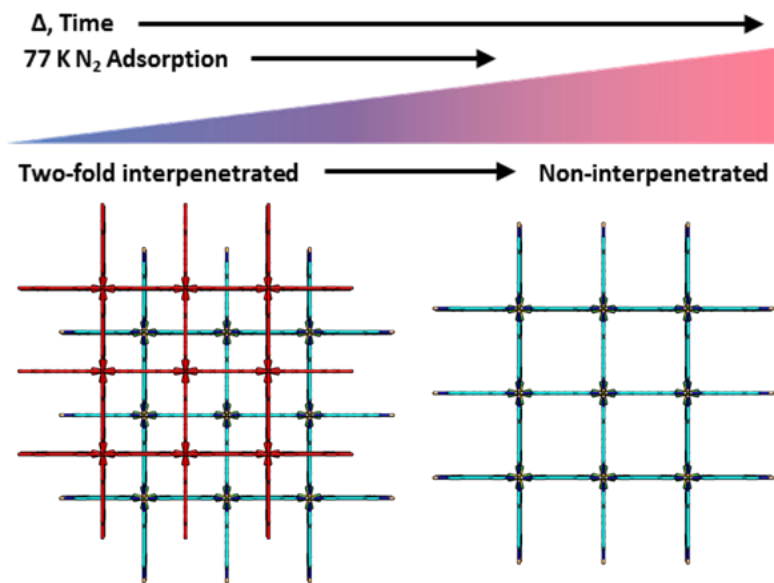 Δ, Time
77 K N₂ Adsorption
Two-fold interpenetrated
Non-interpenetrated